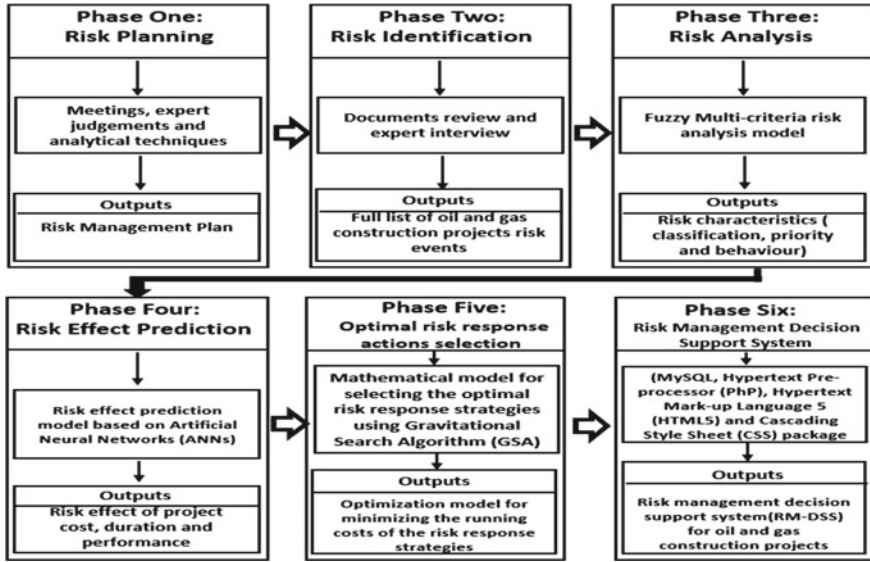 Phase One:
Risk Planning
Meetings, expert
judgements and
analytical techniques
Outputs
Risk Management Plan
Phase Two:
Risk Identification
Documents review and
expert interview
Outputs
Full list of oil and gas
construction projects risk
events
Phase Three:
Risk Analysis
Fuzzy Multi-criteria risk
analysis model
Outputs
Risk characteristics (
classification, priority
and behaviour)
Phase Four:
Risk Effect Prediction
Risk effect prediction
model based on Artificial
Neural Networks (ANNs)
Outputs
Risk effect of project
cost, duration and
performance
Phase Five:
Optimal risk response
actions selection
Mathematical model for
selecting the optimal
risk response strategies
using Gravitational
Search Algorithm (GSA)
Outputs
Optimization model for
minimizing the running
costs of the risk response
strategies
Phase Six:
Risk Management Decision
Support System
(MySQL, Hypertext Pre-
processor (PhP), Hypertext
Mark-up Language 5
(HTML5) and Cascading
Style Sheet (CSS) package
Outputs
Risk management decision
support system(RM-DSS)
for oil and gas
construction projects